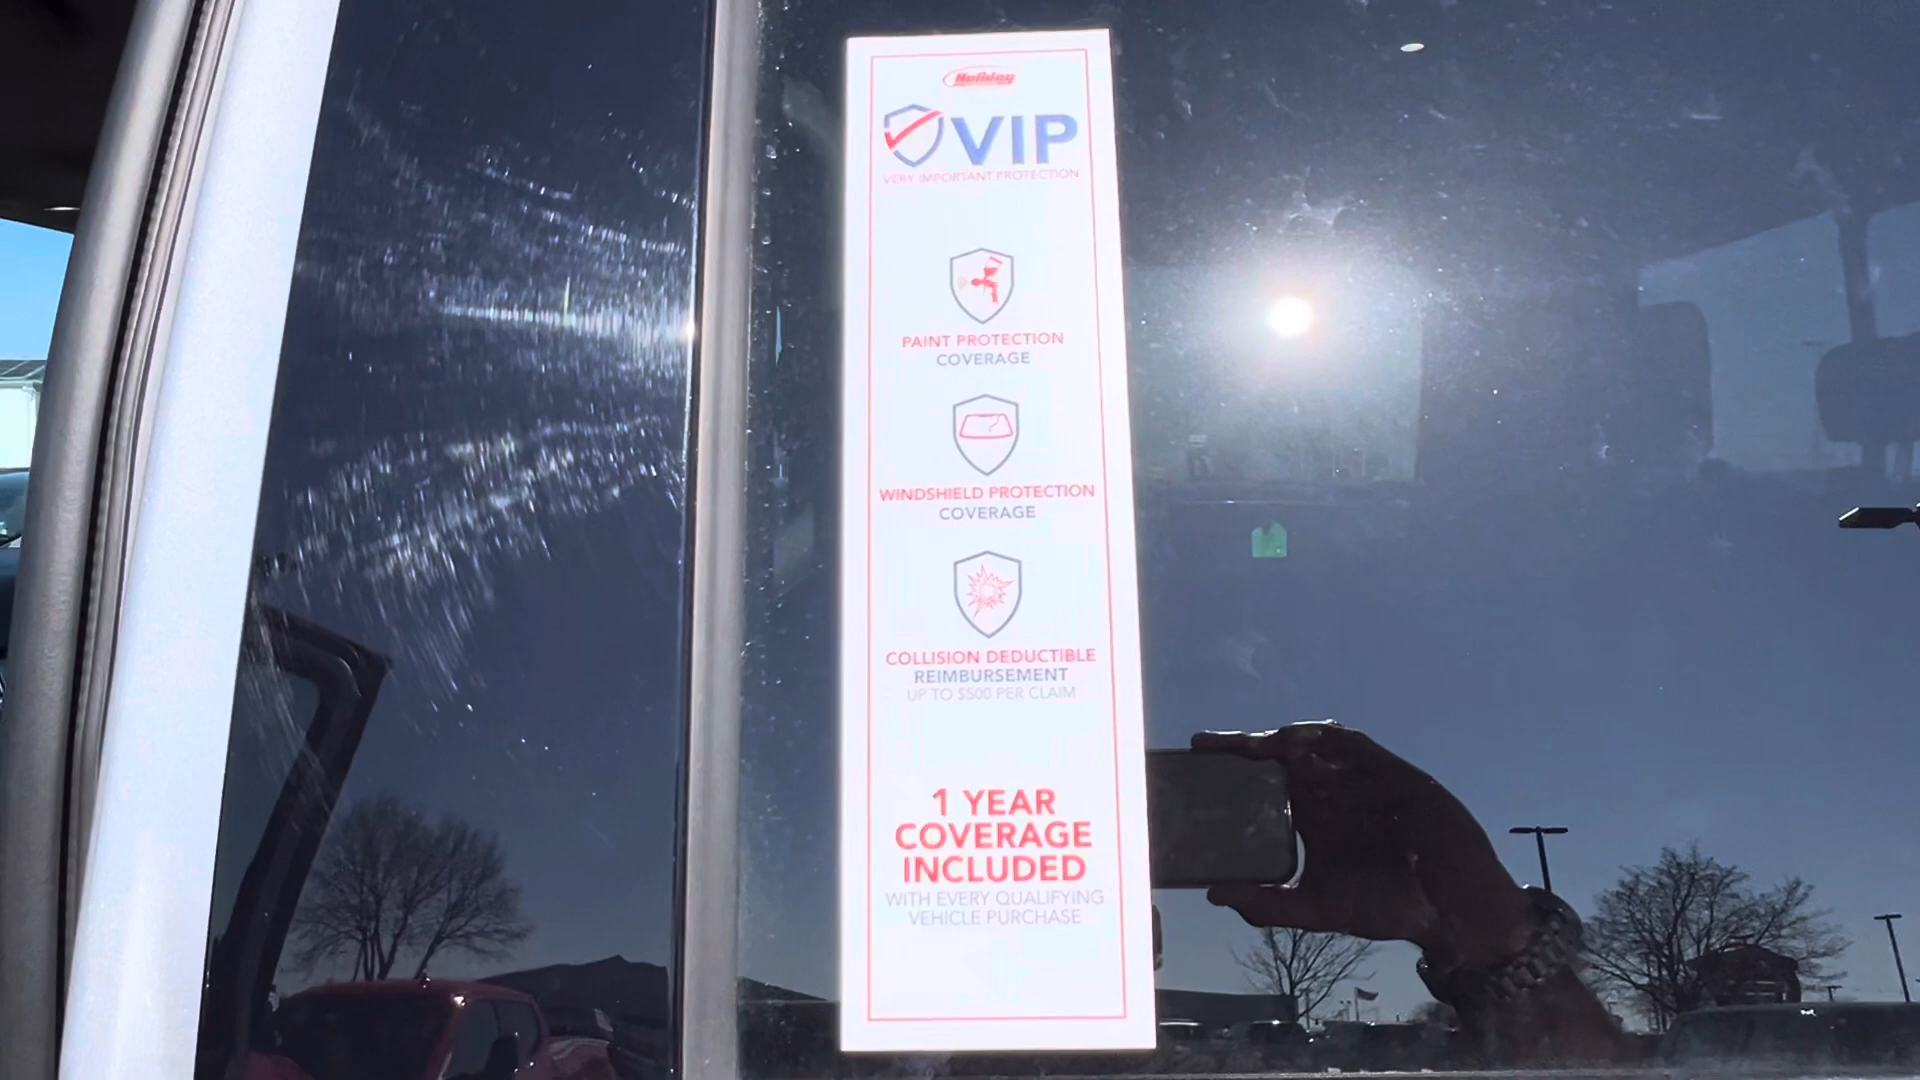 Holiday
VIP
VERY IMPORTANT PROTECTION
PAINT PROTECTION
COVERAGE
WINDSHIELD PROTECTION
COVERAGE
COLLISION DEDUCTIBLE
REIMBURSEMENT
UP TO $500 PER CLAIM
1 YEAR
COVERAGE
INCLUDED
WITH EVERY QUALIFYING
VEHICLE PURCHASE